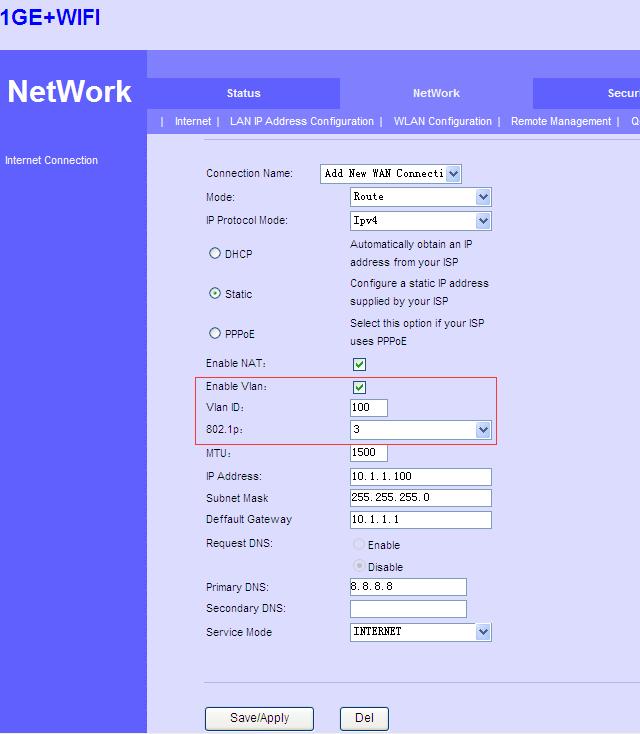 1GE+WIFI
NetWork
Status NetWork Securi
| Internet | LAN IP Address Configuration | WLAN Configuration | Remote Management | Q
Internet Connection
Connection Name: Add New WAN Connecti
Mode: Route
IP Protocol Mode: Ipv4
DHCP Automatically obtain an IP
address from your ISP
Static Configure a static IP address
supplied by your ISP
PPPoE Select this option if your ISP
uses PPPoE
Enable NAT:
Enable Vlan:
Vlan ID: 100
802.1p: 3
MTU: 1500
IP Address: 10.1.1.100
Subnet Mask 255.255.255.0
Deffault Gateway 10.1.1.1
Request DNS: Enable
Disable
Primary DNS: 8.8.8.8
Secondary DNS:
Service Mode INTERNET
Save/Apply Del